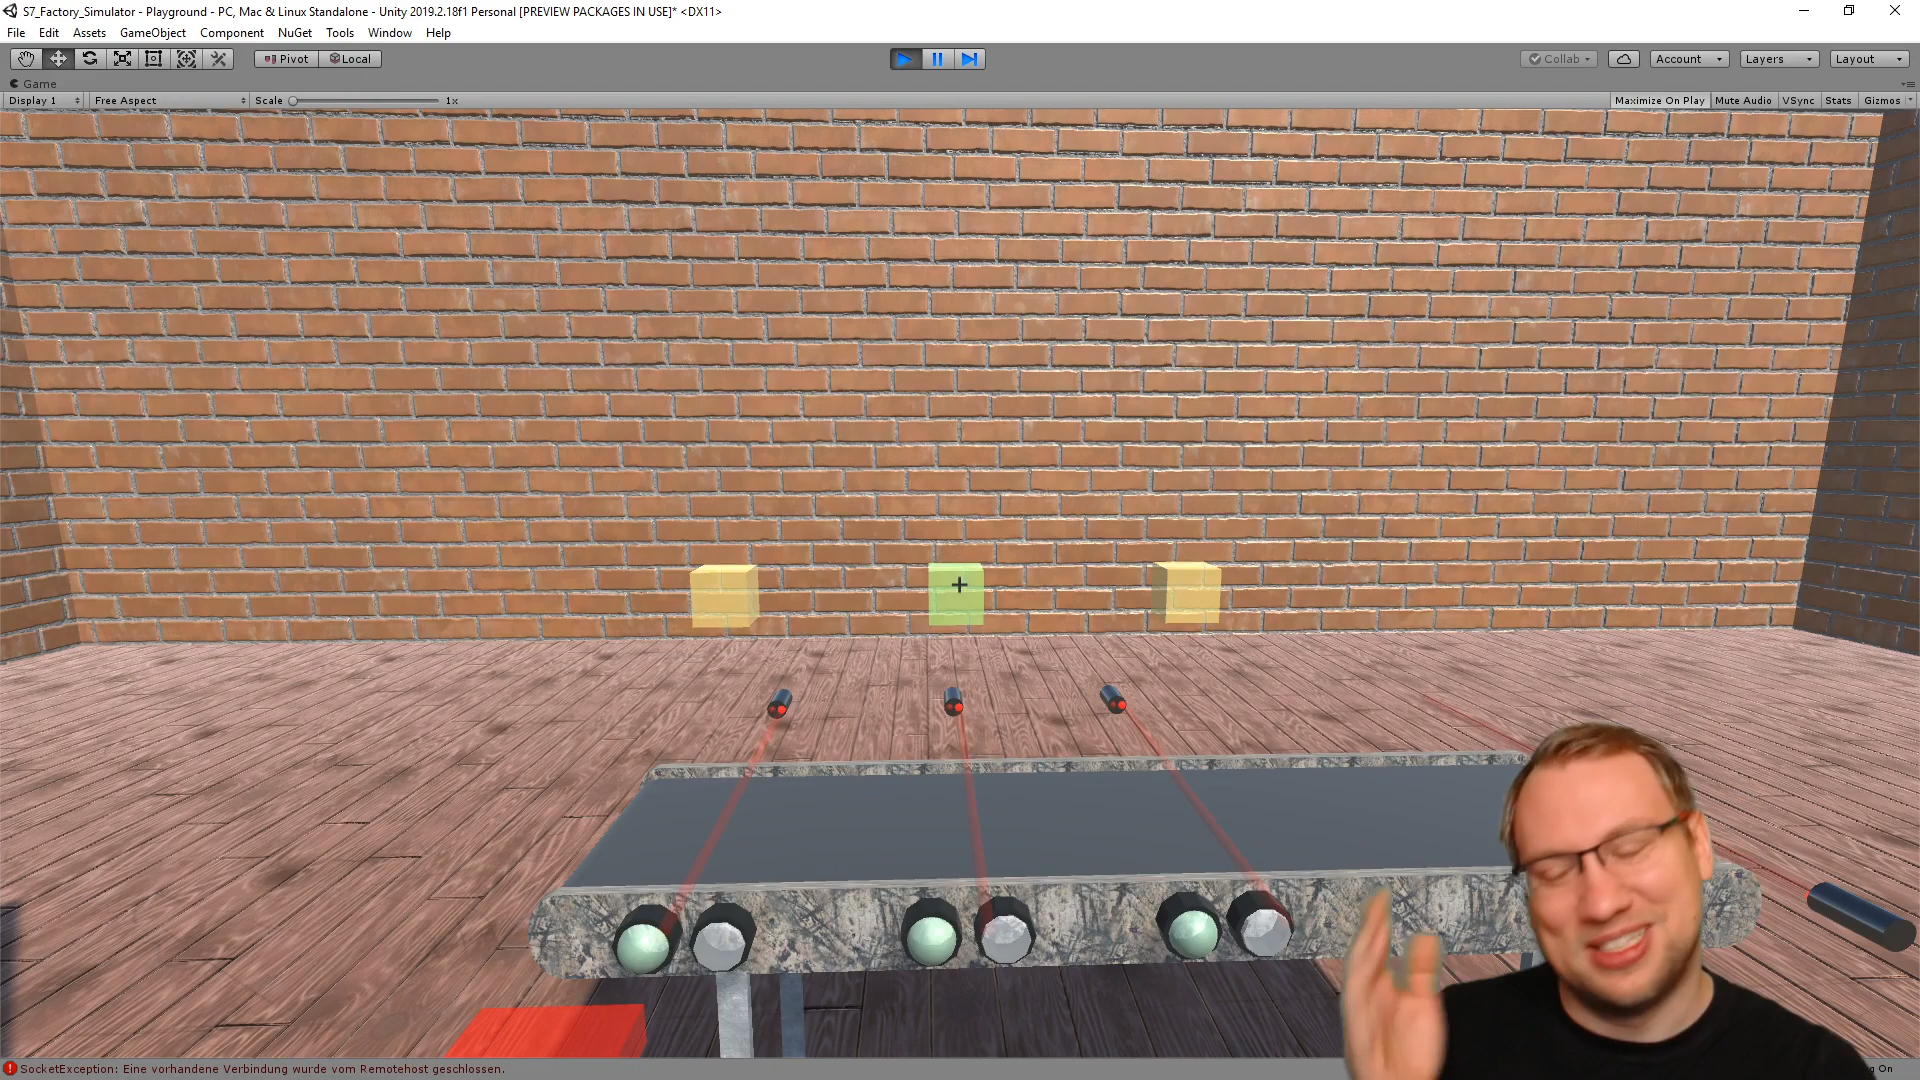 S7_Factory_Simulator - Playground - PC, Mac & Linux Standalone - Unity 2019.2.18f1 Personal [PREVIEW PACKAGES IN USE]* <DX11>
File Edit Assets GameObject Component NuGet Tools Window Help
Pivot Local Collab Account Layers Layout
Game
Display 1 Free Aspect Scale 1x Maximize On Play Mute Audio VSync Stats Gizmos
SocketException: Eine vorhandene Verbindung wurde vom Remotehost geschlossen. On